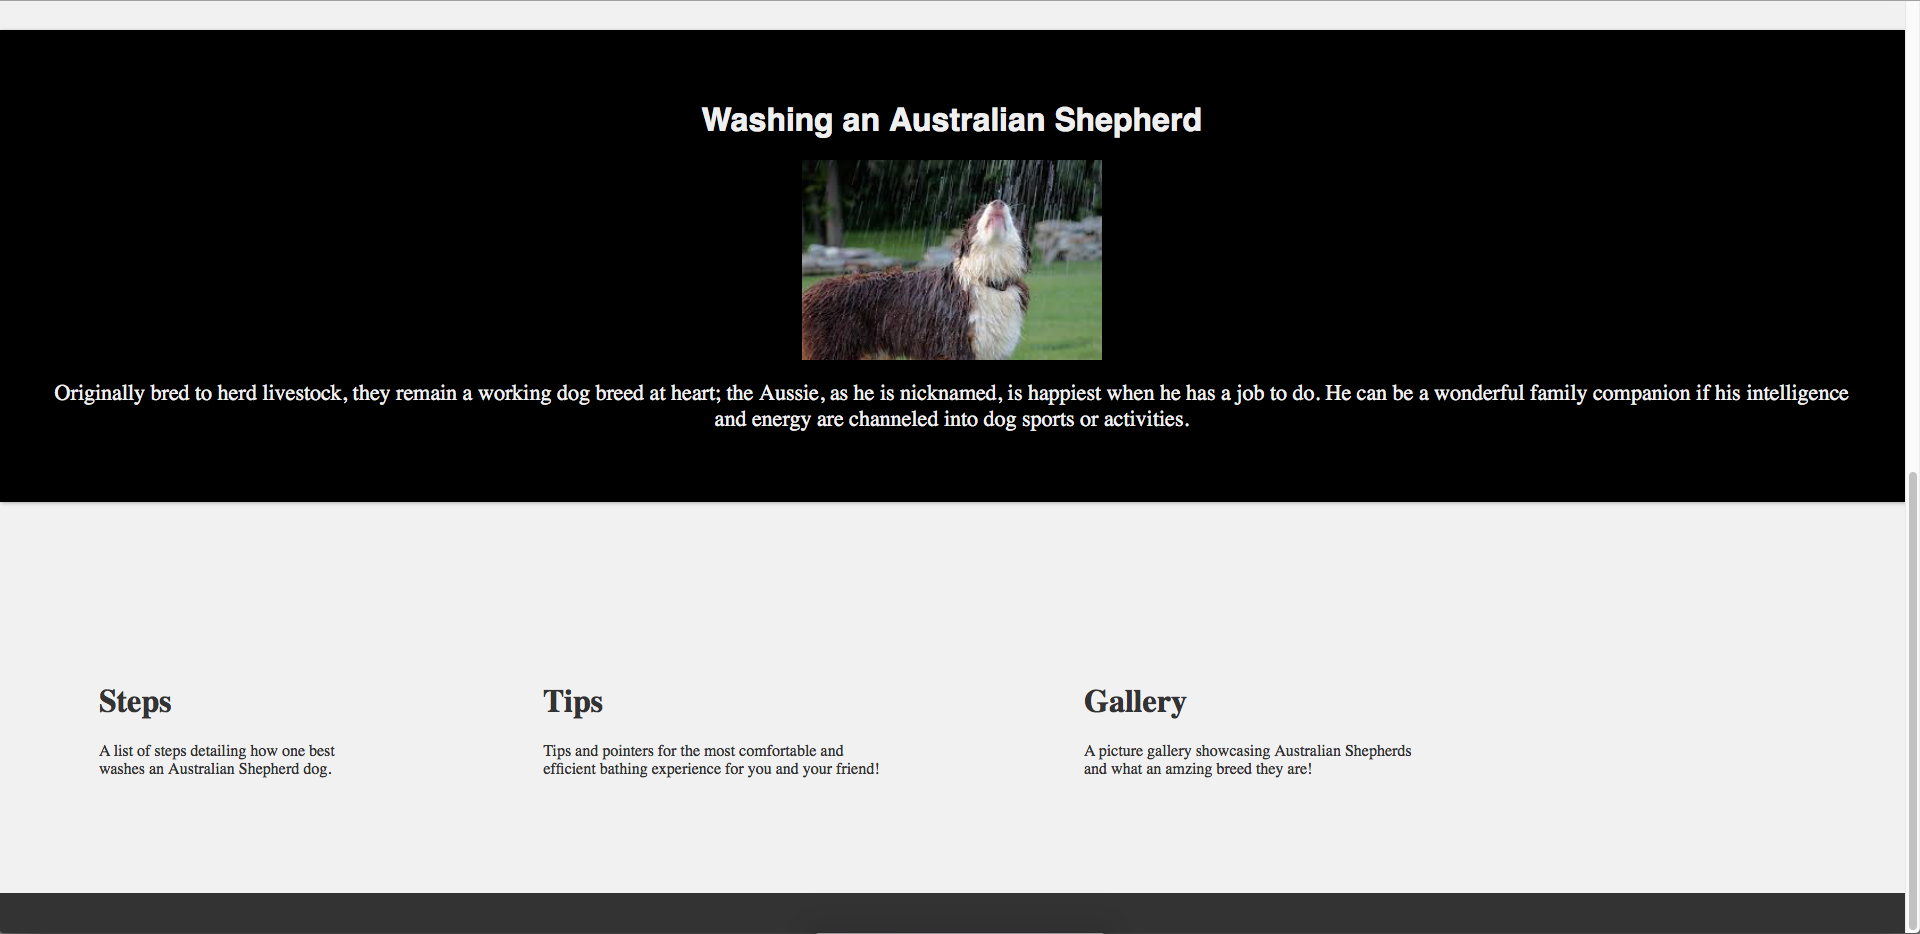 Washing an Australian Shepherd
Originally bred to herd livestock, they remain a working dog breed at heart; the Aussie, as he is nicknamed, is happiest when he has a job to do. He can be a wonderful family companion if his intelligence
and energy are channeled into dog sports or activities.
Steps
A list of steps detailing how one best
washes an Australian Shepherd dog.
Tips
Tips and pointers for the most comfortable and
efficient bathing experience for you and your friend!
Gallery
A picture gallery showcasing Australian Shepherds
and what an amzing breed they are!